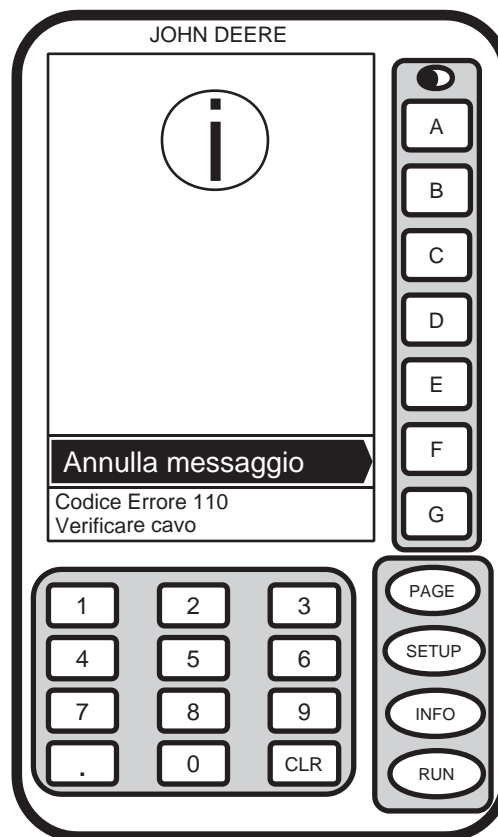 JOHN DEERE
i
Annulla messaggio
Codice Errore 110
Verificare cavo
A
B
C
D
E
F
G
PAGE
SETUP
INFO
RUN
1 2 3
4 5 6
7 8 9
. 0 CLR